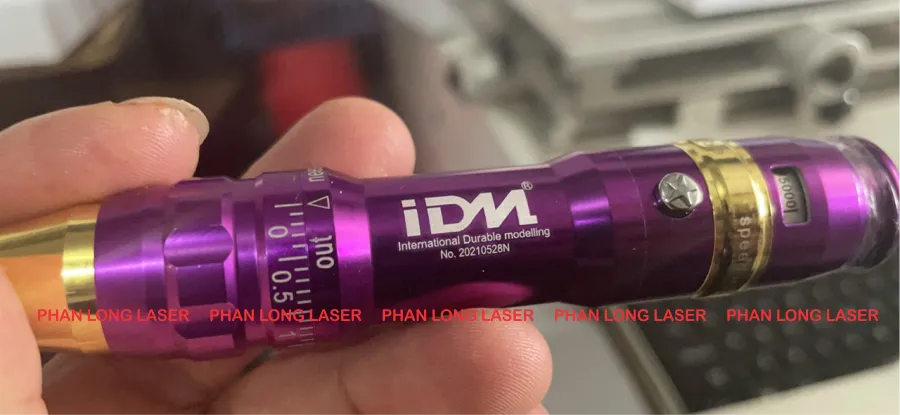 iDM®
International Durable modelling
No. 20210528N
out
0
0.5
1
PHAN LONG LASER PHAN LONG LASER PHAN LONG LASER PHAN LONG LASER PHAN LONG LASER